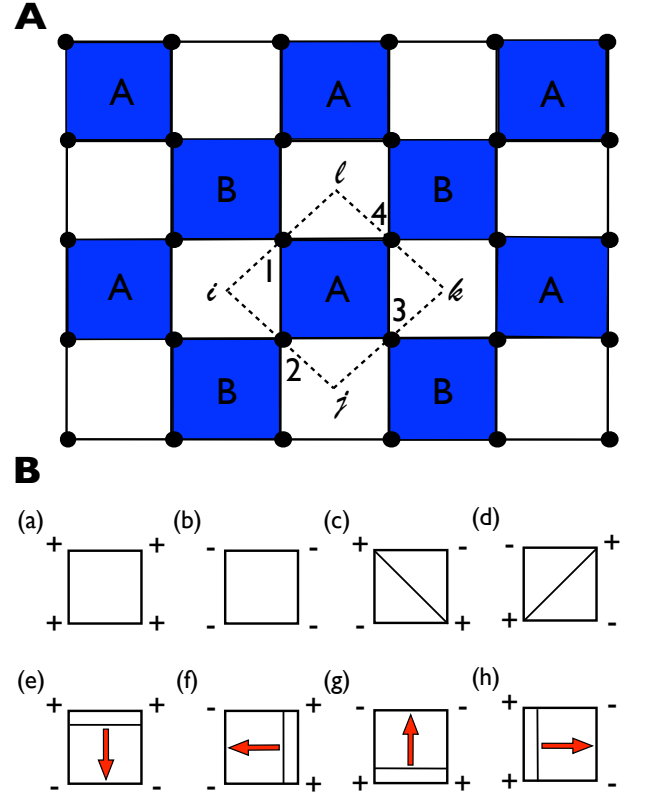 A
A A A
B ℓ B
4
1
A i A k A
3
2
B j B
B
(a) (b) (c) (d)
+ + - - + - - +
+ + - - - + + -
(e) (f) (g) (h)
+ + - + - - + -
- - - + + + + -